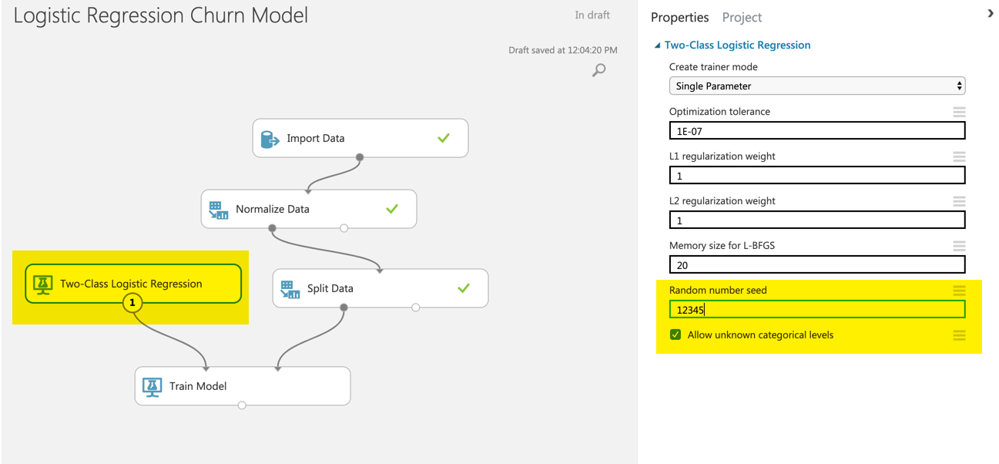 Logistic Regression Churn Model
In draft
Draft saved at 12:04:20 PM
Import Data
Normalize Data
Two-Class Logistic Regression
1
Split Data
Train Model
Properties Project
Two-Class Logistic Regression
Create trainer mode
Single Parameter
Optimization tolerance
1E-07
L1 regularization weight
1
L2 regularization weight
1
Memory size for L-BFGS
20
Random number seed
12345
Allow unknown categorical levels